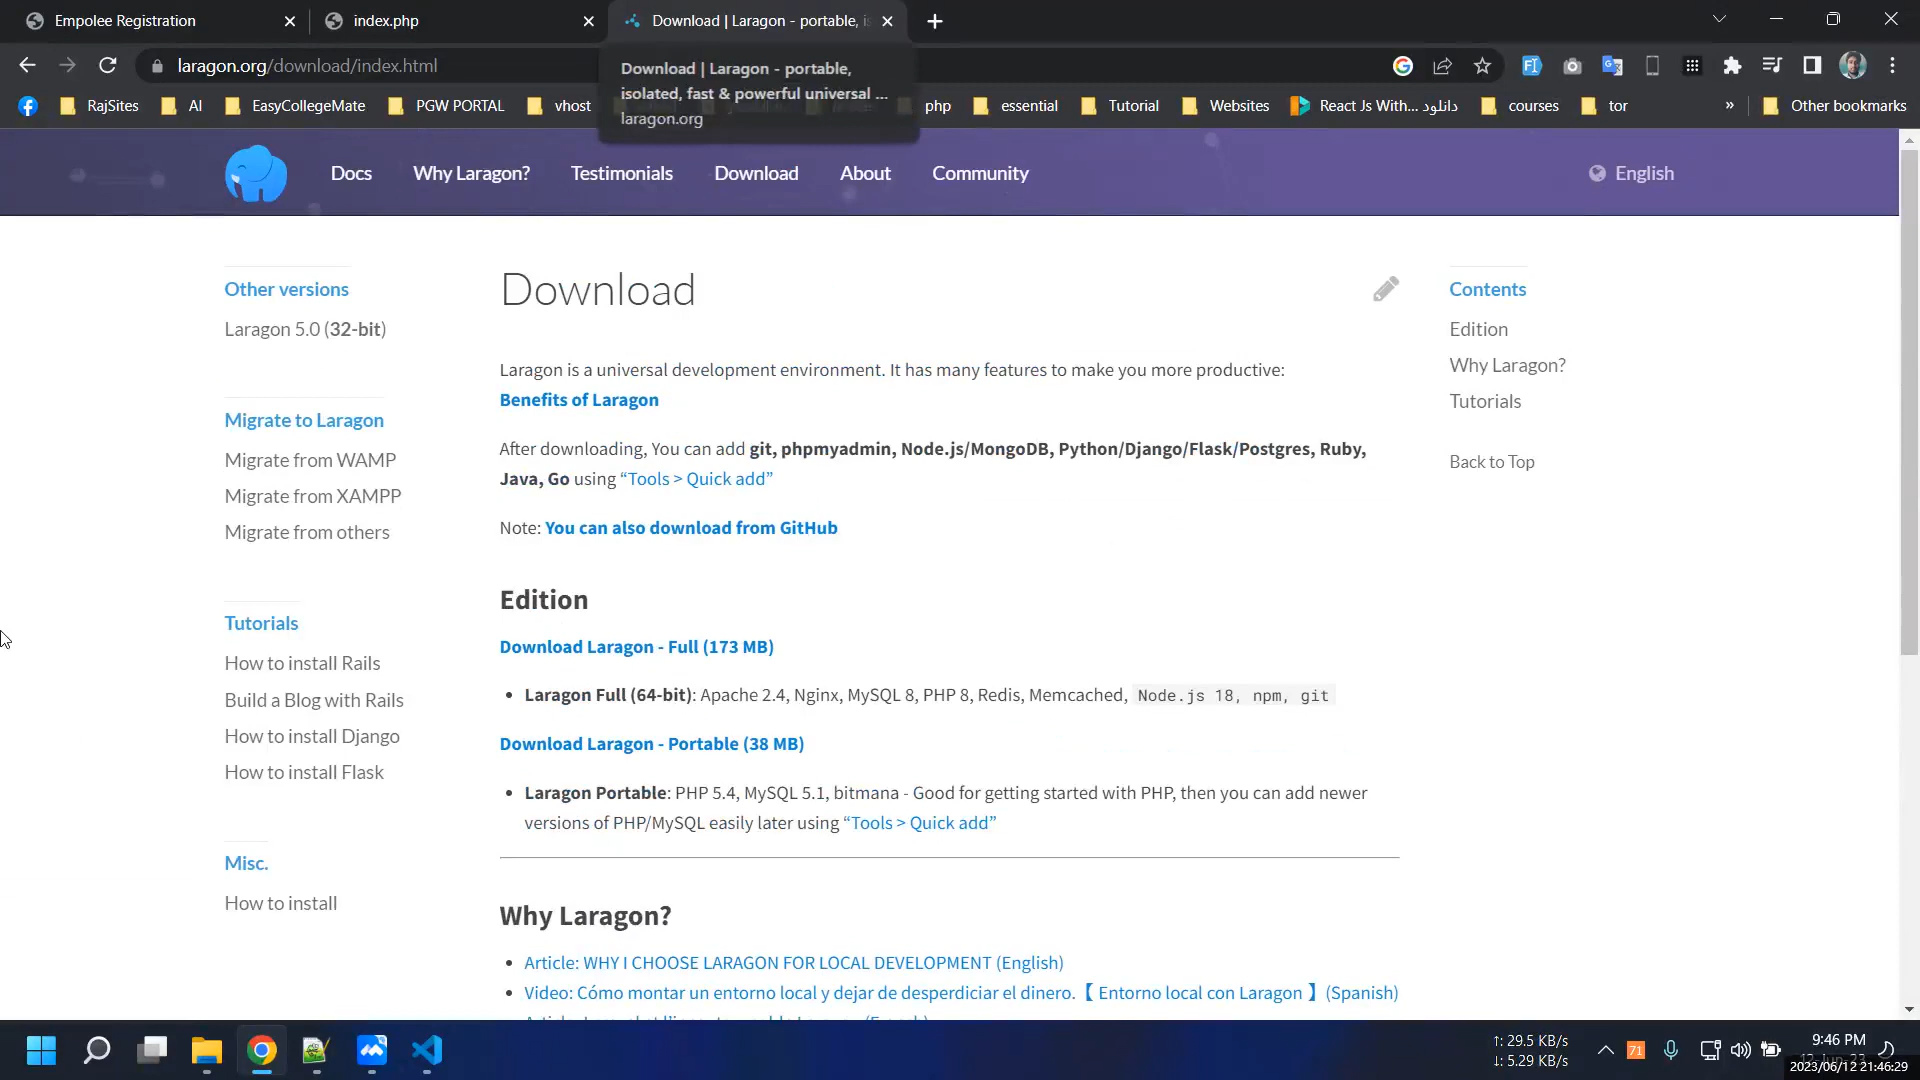 Empolee Registration
index.php
Download | Laragon - portable, is
laragon.org/download/index.html
Download | Laragon - portable,
isolated, fast & powerful universal ...
laragon.org
RajSites
AI
EasyCollegeMate
PGW PORTAL
vhost
php
essential
Tutorial
Websites
React Js With... دانلود
courses
tor
»
Other bookmarks
Docs
Why Laragon?
Testimonials
Download
About
Community
English
Other versions
Laragon 5.0 (32-bit)
Migrate to Laragon
Migrate from WAMP
Migrate from XAMPP
Migrate from others
Tutorials
How to install Rails
Build a Blog with Rails
How to install Django
How to install Flask
Misc.
How to install
Download
Laragon is a universal development environment. It has many features to make you more productive:
Benefits of Laragon
After downloading, You can add git, phpmyadmin, Node.js/MongoDB, Python/Django/Flask/Postgres, Ruby,
Java, Go using “Tools > Quick add”
Note: You can also download from GitHub
Edition
Download Laragon - Full (173 MB)
• Laragon Full (64-bit): Apache 2.4, Nginx, MySQL 8, PHP 8, Redis, Memcached, Node.js 18, npm, git
Download Laragon - Portable (38 MB)
• Laragon Portable: PHP 5.4, MySQL 5.1, bitmana - Good for getting started with PHP, then you can add newer
versions of PHP/MySQL easily later using “Tools > Quick add”
Why Laragon?
• Article: WHY I CHOOSE LARAGON FOR LOCAL DEVELOPMENT (English)
• Video: Cómo montar un entorno local y dejar de desperdiciar el dinero.【 Entorno local con Laragon 】(Spanish)
Contents
Edition
Why Laragon?
Tutorials
Back to Top
↑: 29.5 KB/s
↓: 5.29 KB/s
71
9:46 PM
12-Jun-23
2023/06/12 21:46:29